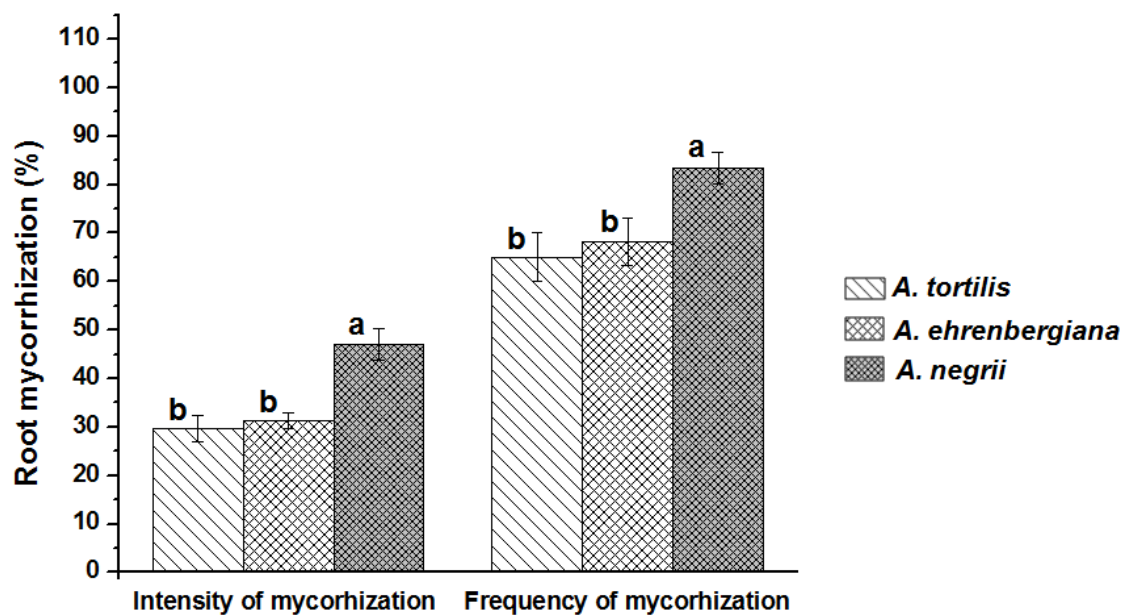 Root mycorrhization (%)
110
100
90
80
70
60
50
40
30
20
10
0
b
b
a
b
b
a
Intensity of mycorhization
Frequency of mycorhization
A. tortilis
A. ehrenbergiana
A. negrii